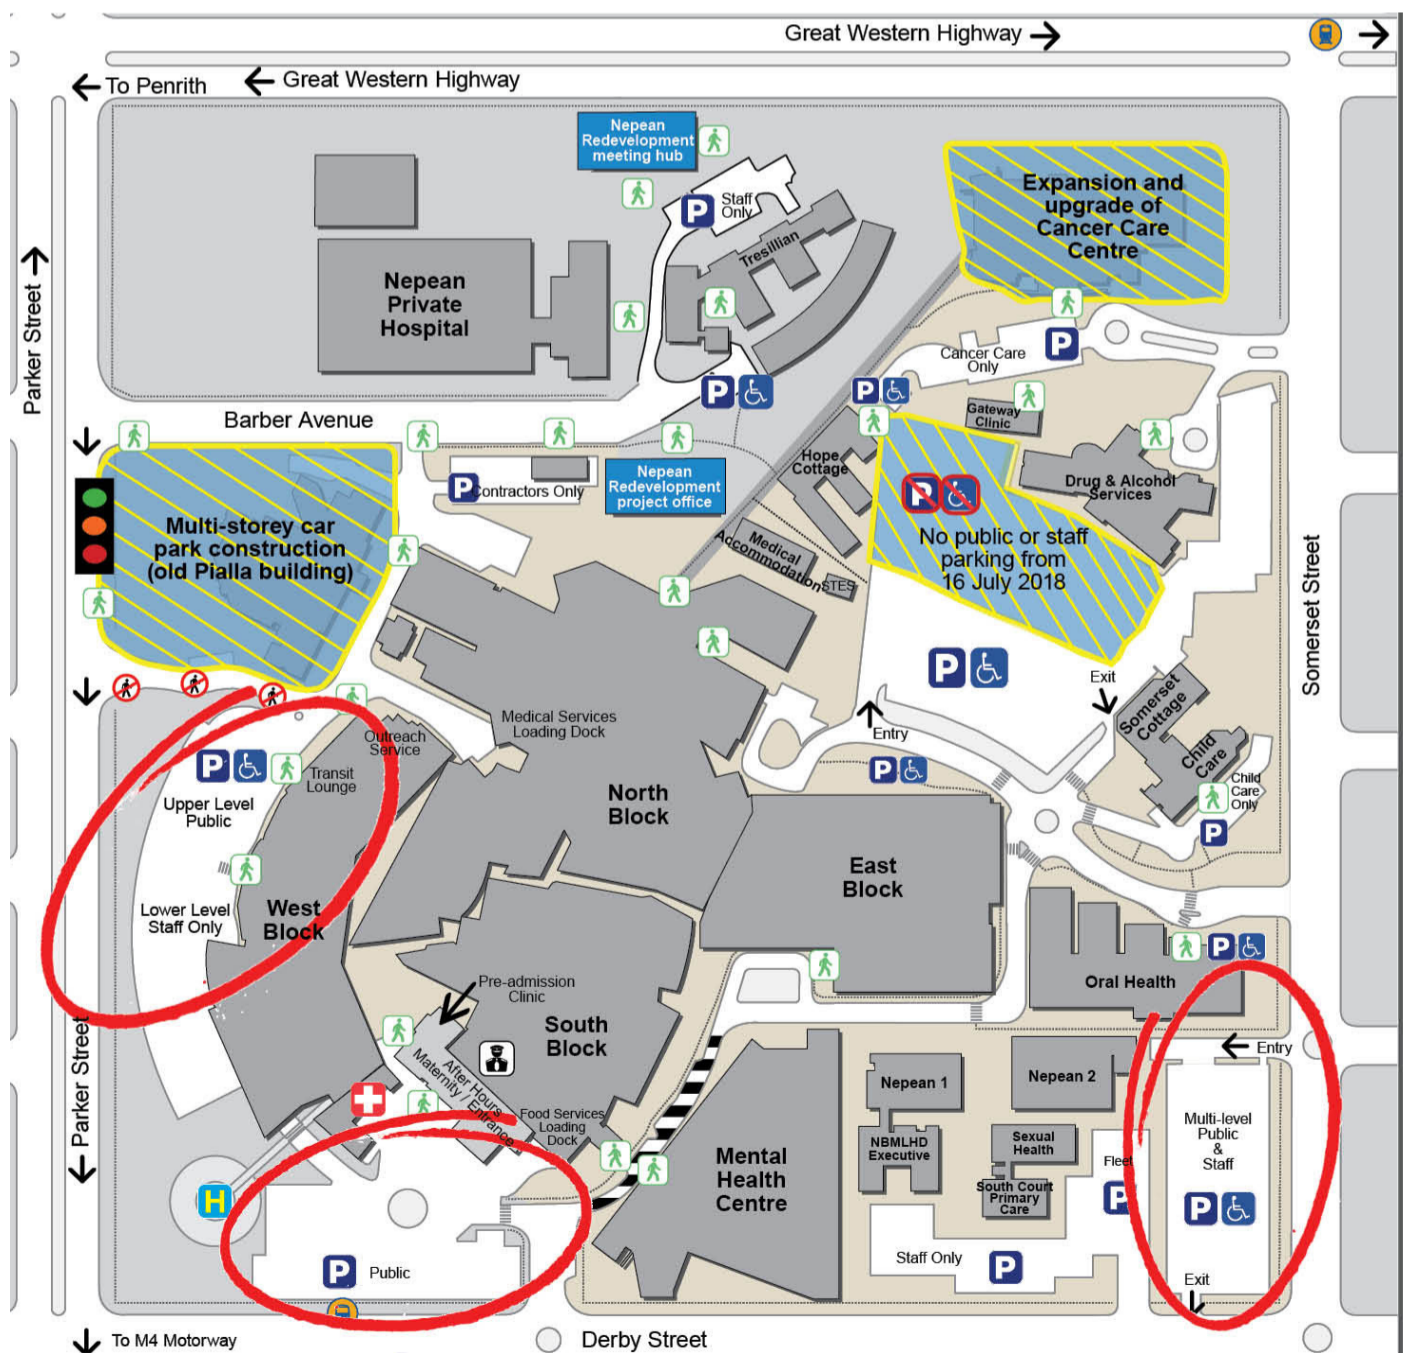 Great Western Highway
To Penrith
Great Western Highway
Nepean
Redevelopment
meeting hub
P
Staff
Only
Tresillian
Expansion and
upgrade of
Cancer Care
Centre
Nepean
Private
Hospital
Parker Street
Cancer Care
Only
P
P
P
Gateway
Clinic
Barber Avenue
Hope
Cottage
Drug & Alcohol
Services
Nepean
Redevelopment
project office
P
Contractors Only
P
Multi-storey car
park construction
(old Pialla building)
No public or staff
parking from
16 July 2018
Medical
Accommodation
STES
Somerset Street
P
Exit
Somerset
Cottage
Medical Services
Loading Dock
Entry
Outreach
Service
P
Transit
Lounge
Upper Level
Public
P
Child
Care
Child
Care
Only
P
North
Block
East
Block
Lower Level
Staff Only
West
Block
P
Oral Health
Pre-admission
Clinic
South
Block
Parker Street
After Hours
Maternity / Entrance
Entry
Nepean 1
Nepean 2
Food Services
Loading
Dock
NBMLHD
Executive
Sexual
Health
Multi-level
Public
&
Staff
Mental
Health
Centre
Fleet
P
South Court
Primary
Care
P
H
Staff Only
P
P
Public
Exit
To M4 Motorway
Derby Street